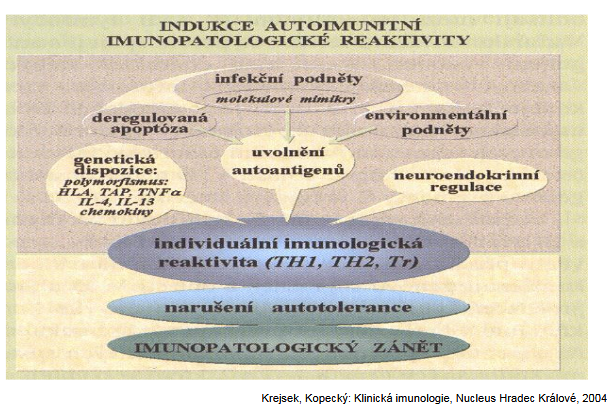 INDUKCE AUTOIMUNITNÍ
IMUNOPATOLOGICKÉ REAKTIVITY
infekční podněty
molekulové mimikry
deregulovaná
apoptóza
environmentální
podněty
uvolnění
autoantigenů
genetická
dispozice:
polymorfismus:
HLA, TAP, TNFα
IL-4, IL-13
chemokiny
neuroendokrinní
regulace
individuální imunologická
reaktivita (TH1, TH2, Tr)
narušení autotolerance
IMUNOPATOLOGICKÝ ZÁNĚT
Krejsek, Kopecký: Klinická imunologie, Nucleus Hradec Králové, 2004